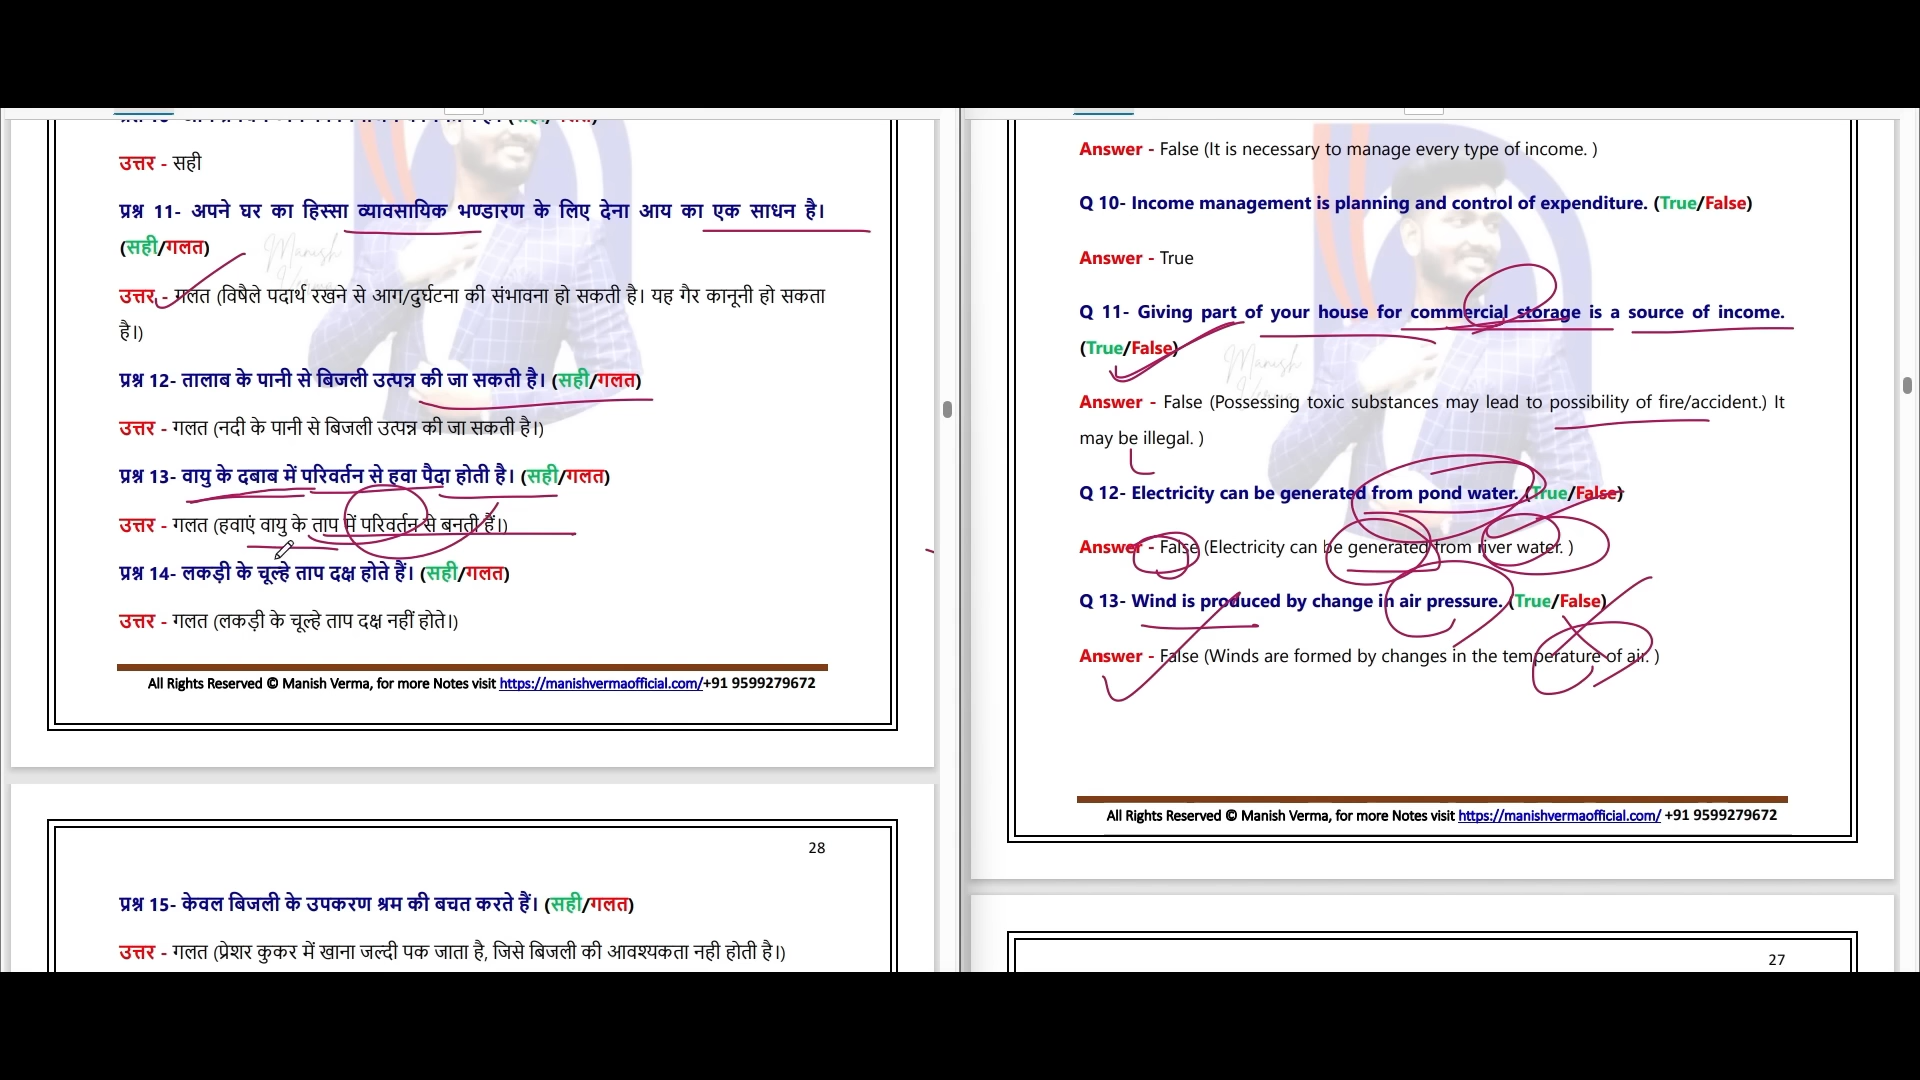 उत्तर - सही
प्रश्न 11- अपने घर का हिस्सा व्यावसायिक भण्डारण के लिए देना आय का एक साधन है।
(सही/गलत)
उत्तर - गलत (विषैले पदार्थ रखने से आग/दुर्घटना की संभावना हो सकती है। यह गैर कानूनी हो सकता
है।)
प्रश्न 12- तालाब के पानी से बिजली उत्पन्न की जा सकती है। (सही/गलत)
उत्तर - गलत (नदी के पानी से बिजली उत्पन्न की जा सकती है।)
प्रश्न 13- वायु के दबाब में परिवर्तन से हवा पैदा होती है। (सही/गलत)
उत्तर - गलत (हवाएं वायु के ताप में परिवर्तन से बनती हैं।)
प्रश्न 14- लकड़ी के चूल्हे ताप दक्ष होते हैं। (सही/गलत)
उत्तर - गलत (लकड़ी के चूल्हे ताप दक्ष नहीं होते।)
All Rights Reserved © Manish Verma, for more Notes visit https://manishvermaofficial.com/+91 9599279672
28
प्रश्न 15- केवल बिजली के उपकरण श्रम की बचत करते हैं। (सही/गलत)
उत्तर - गलत (प्रेशर कुकर में खाना जल्दी पक जाता है, जिसे बिजली की आवश्यकता नही होती है।)
Answer - False (It is necessary to manage every type of income. )
Q 10- Income management is planning and control of expenditure. (True/False)
Answer - True
Q 11- Giving part of your house for commercial storage is a source of income.
(True/False)
Answer - False (Possessing toxic substances may lead to possibility of fire/accident.) It
may be illegal. )
Q 12- Electricity can be generated from pond water. (True/False)
Answer - False (Electricity can be generated from river water. )
Q 13- Wind is produced by change in air pressure. (True/False)
Answer - False (Winds are formed by changes in the temperature of air. )
All Rights Reserved © Manish Verma, for more Notes visit https://manishvermaofficial.com/ +91 9599279672
27